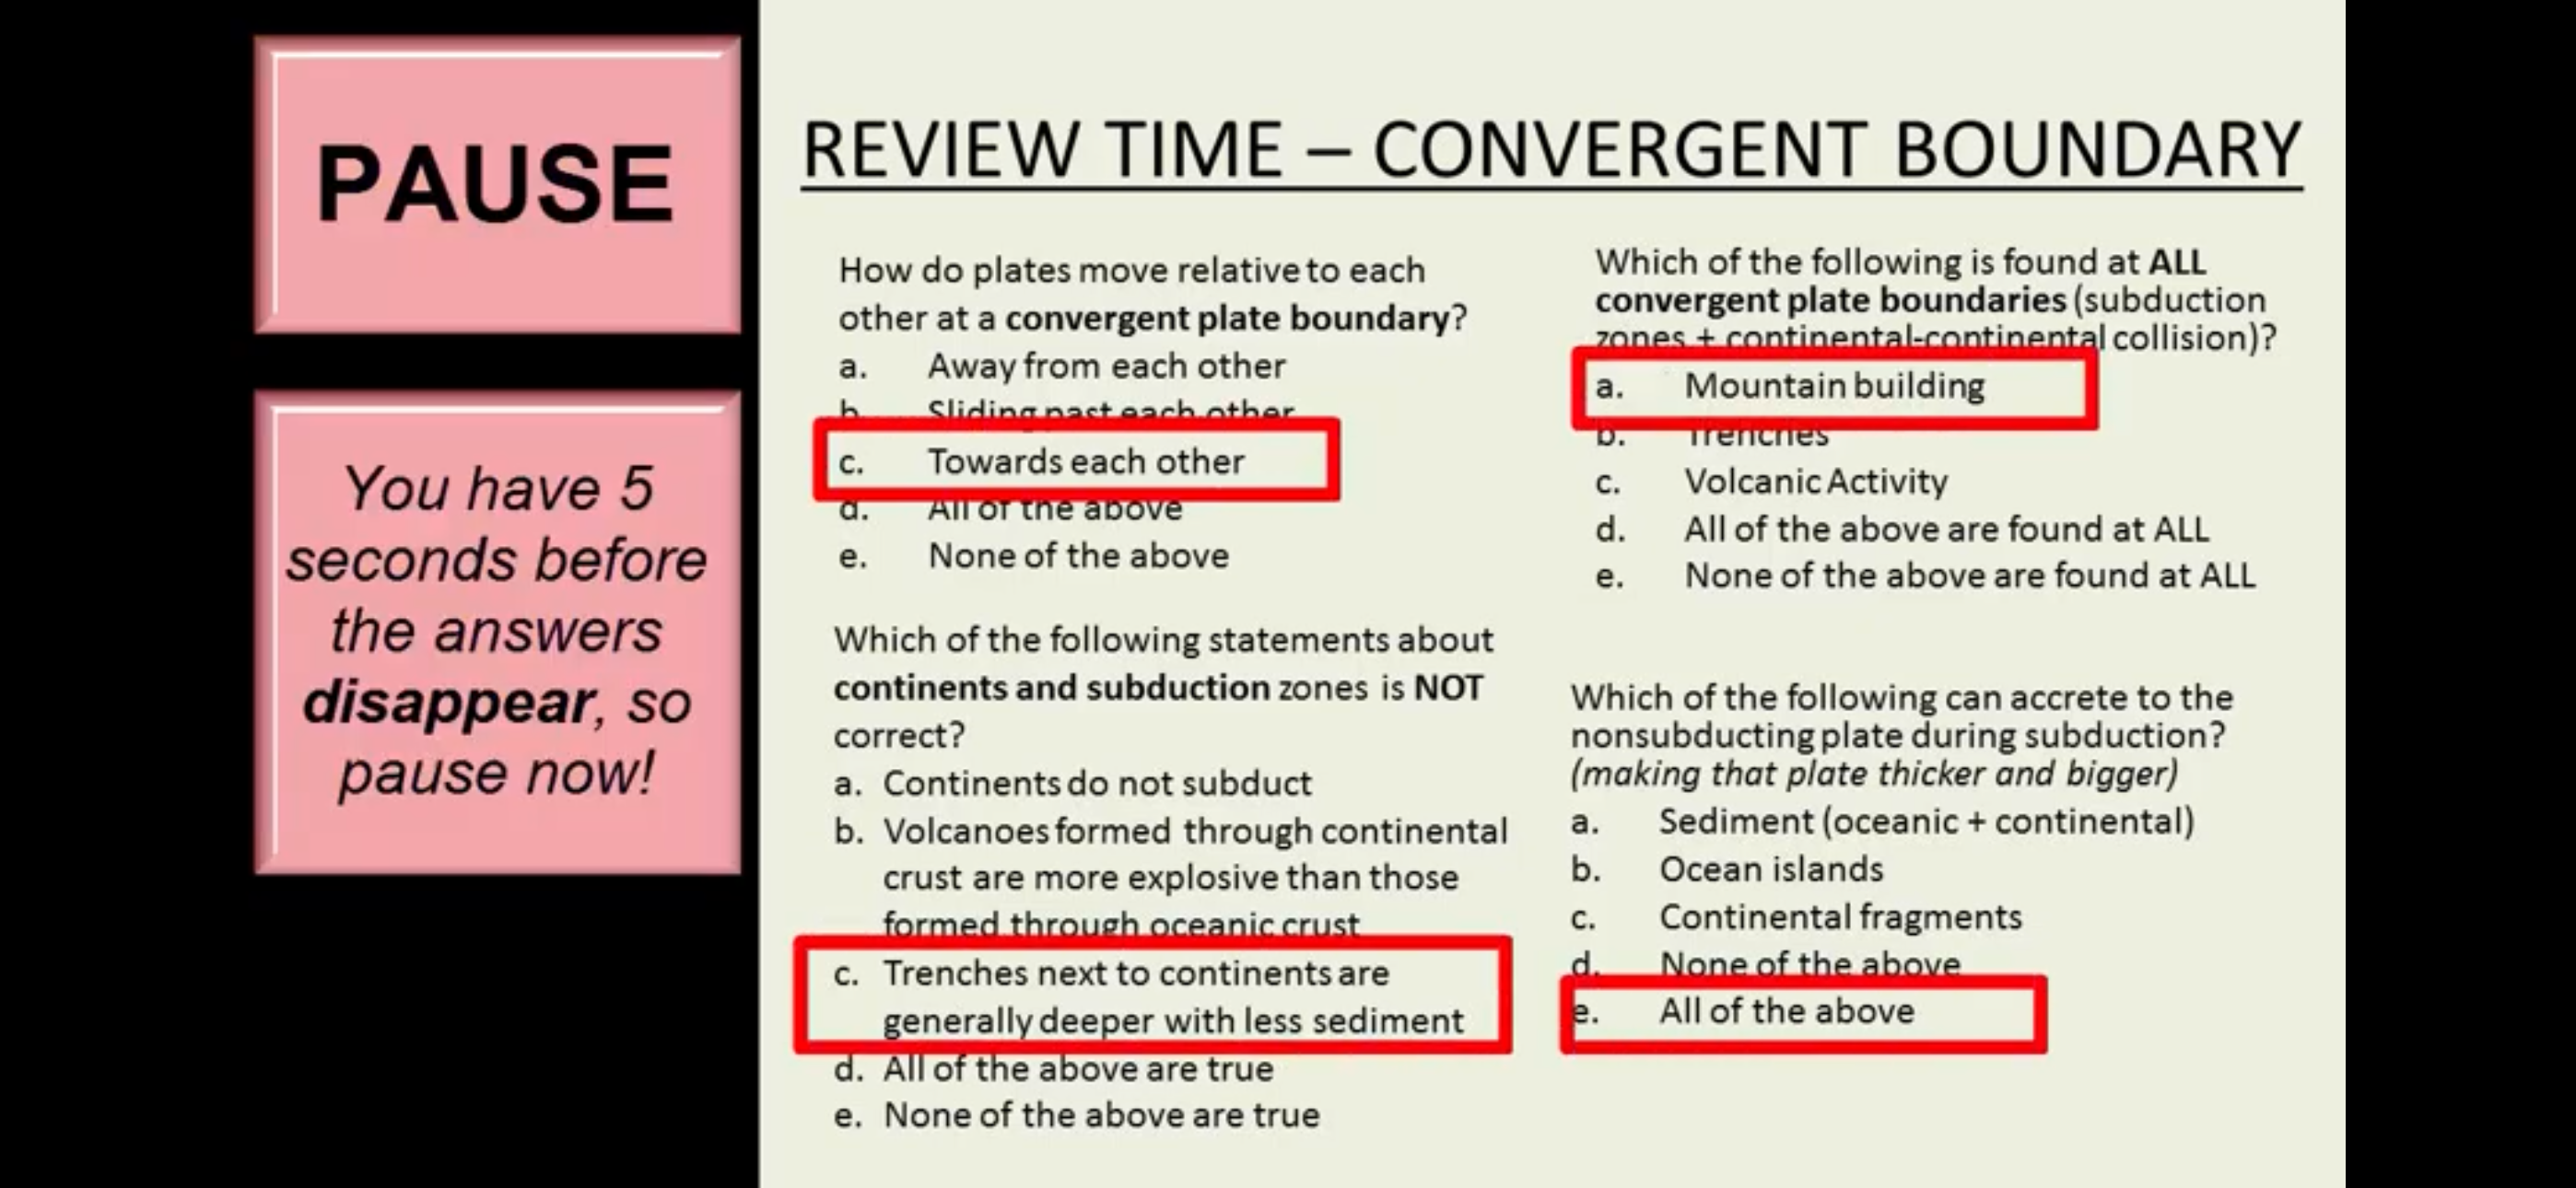 PAUSE
You have 5
seconds before
the answers
disappear, so
pause now!
REVIEW TIME – CONVERGENT BOUNDARY
How do plates move relative to each
other at a convergent plate boundary?
a. Away from each other
b. Sliding past each other
c. Towards each other
d. All of the above
e. None of the above
Which of the following statements about
continents and subduction zones is NOT
correct?
a. Continents do not subduct
b. Volcanoes formed through continental
crust are more explosive than those
formed through oceanic crust
c. Trenches next to continents are
generally deeper with less sediment
d. All of the above are true
e. None of the above are true
Which of the following is found at ALL
convergent plate boundaries (subduction
zones + continental-continental collision)?
a. Mountain building
b. Trenches
c. Volcanic Activity
d. All of the above are found at ALL
e. None of the above are found at ALL
Which of the following can accrete to the
nonsubducting plate during subduction?
(making that plate thicker and bigger)
a. Sediment (oceanic + continental)
b. Ocean islands
c. Continental fragments
d. None of the above
e. All of the above